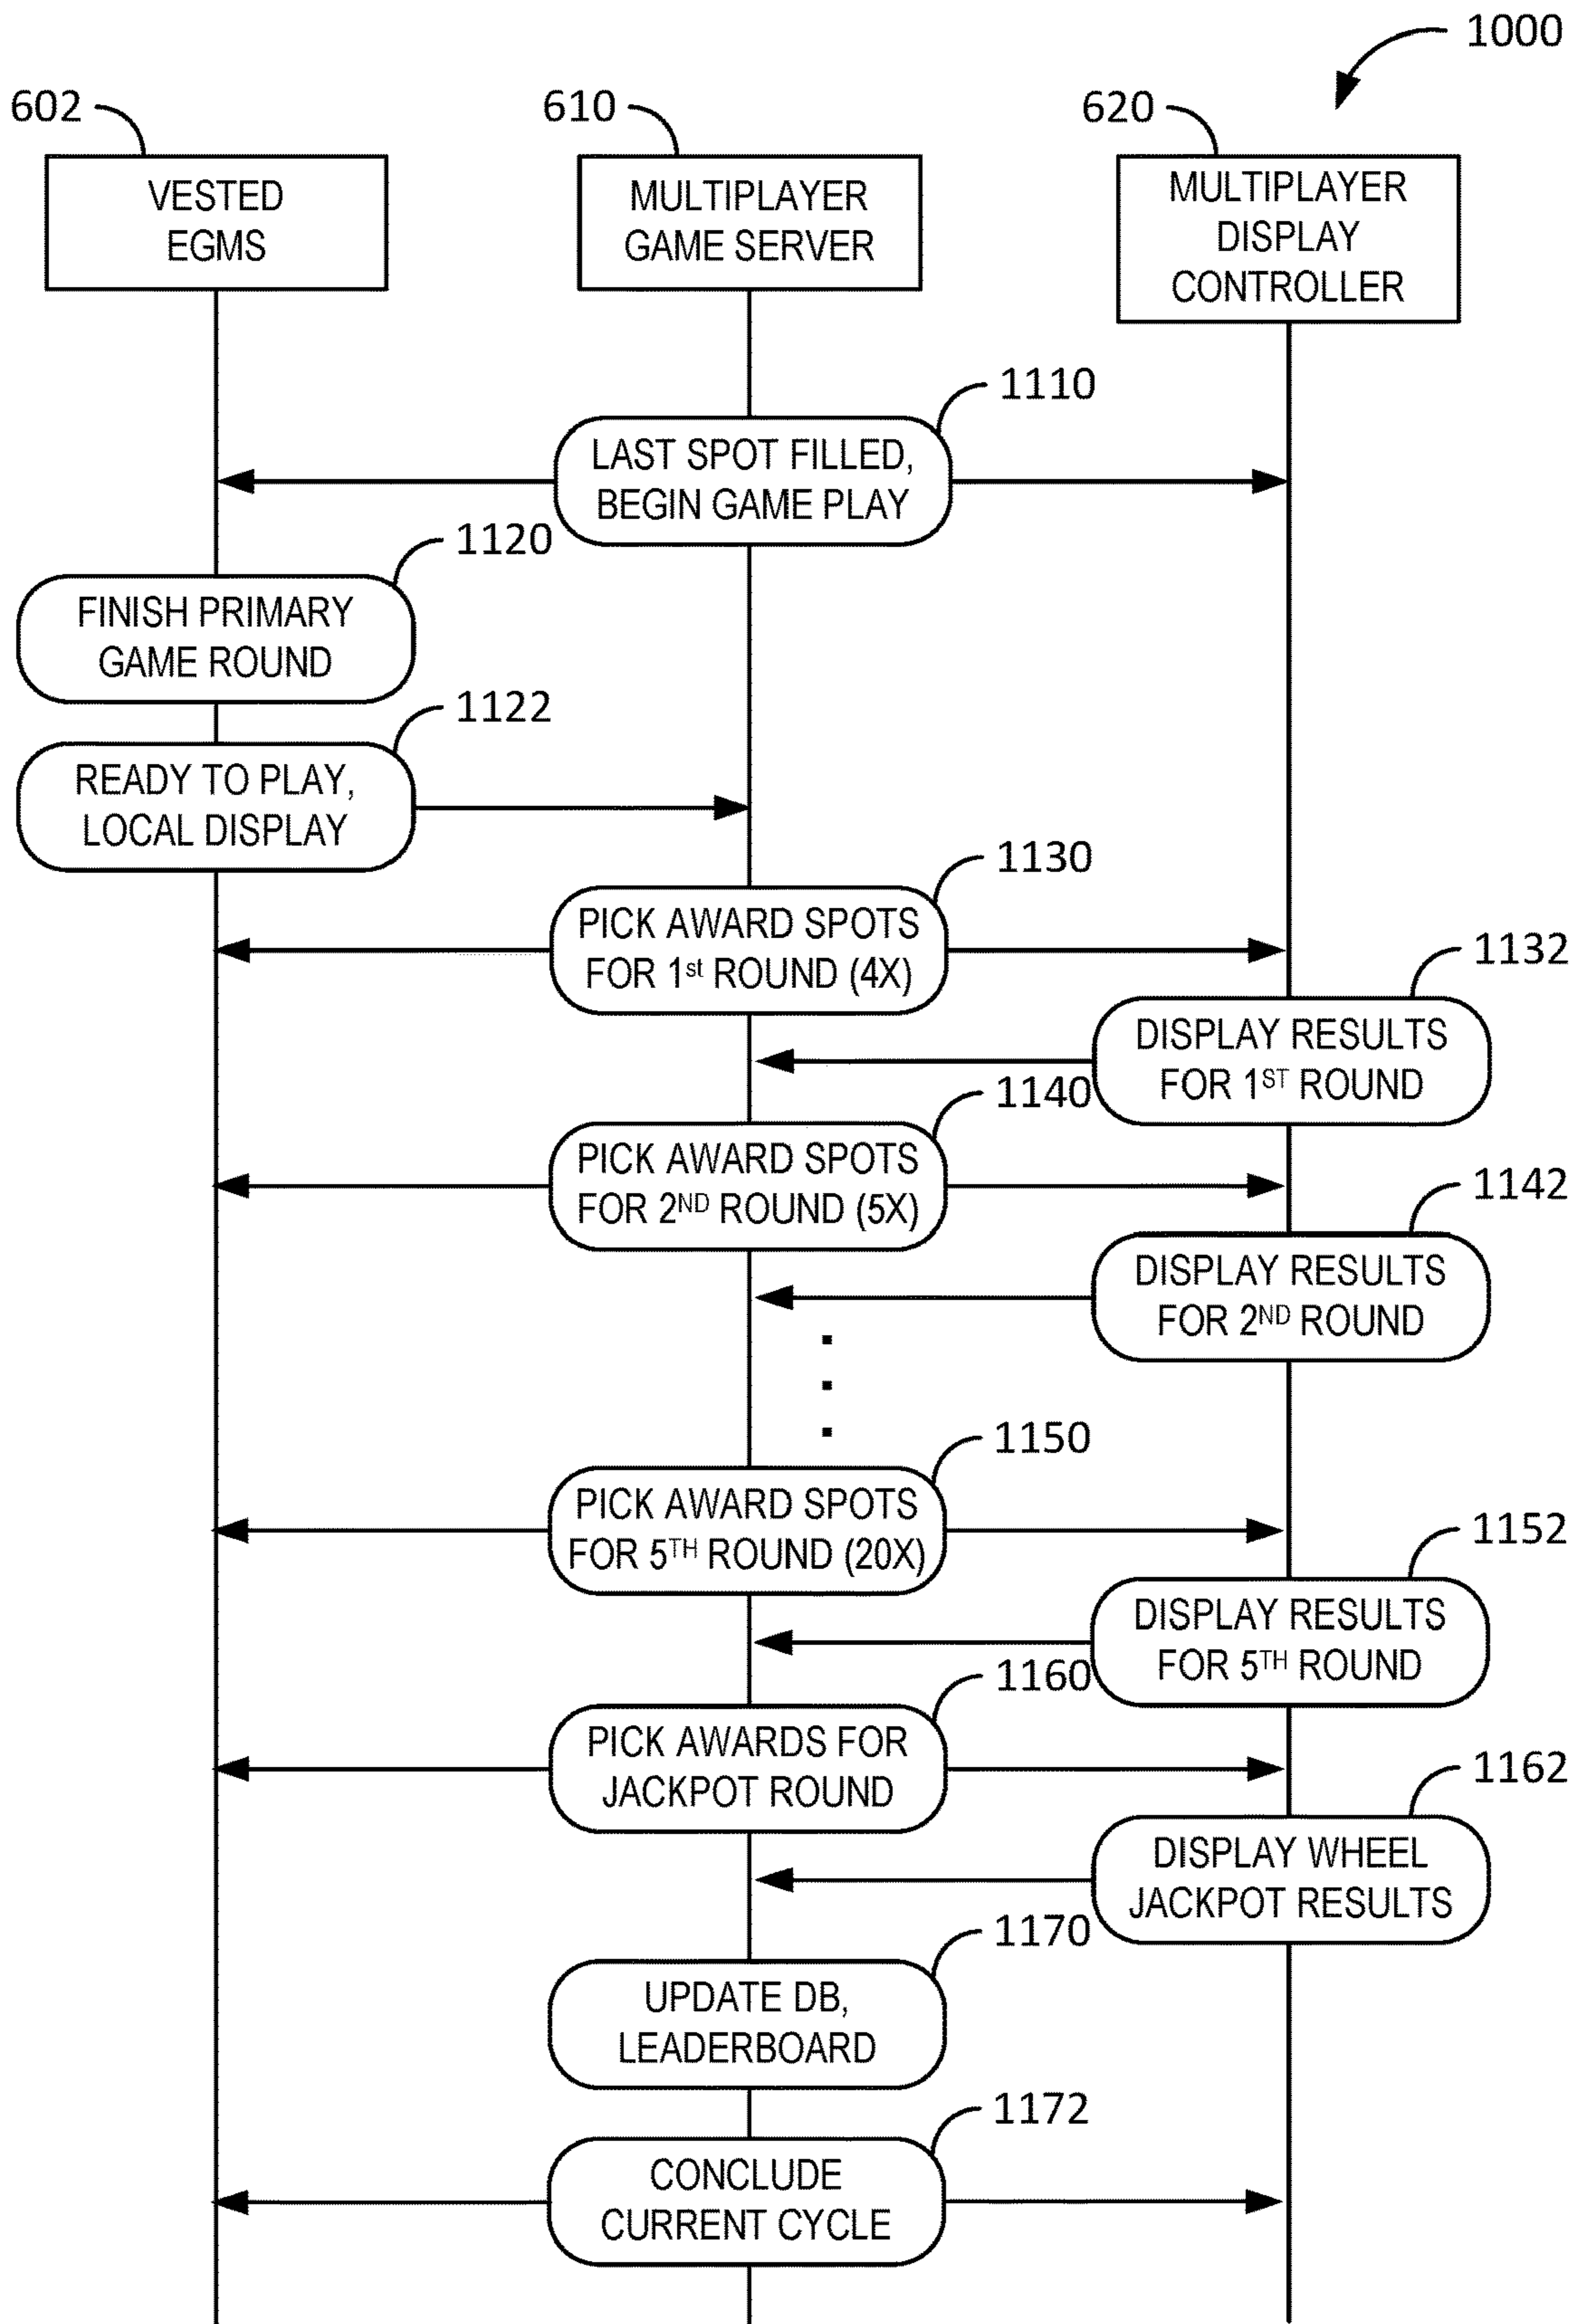 1000
602
610
620
VESTED
EGMS
MULTIPLAYER
GAME SERVER
MULTIPLAYER
DISPLAY
CONTROLLER
1110
LAST SPOT FILLED,
BEGIN GAME PLAY
1120
FINISH PRIMARY
GAME ROUND
1122
READY TO PLAY,
LOCAL DISPLAY
1130
PICK AWARD SPOTS
FOR 1st ROUND (4X)
1132
DISPLAY RESULTS
FOR 1ST ROUND
1140
PICK AWARD SPOTS
FOR 2ND ROUND (5X)
1142
DISPLAY RESULTS
FOR 2ND ROUND
1150
PICK AWARD SPOTS
FOR 5TH ROUND (20X)
1152
DISPLAY RESULTS
FOR 5TH ROUND
1160
PICK AWARDS FOR
JACKPOT ROUND
1162
DISPLAY WHEEL
JACKPOT RESULTS
1170
UPDATE DB,
LEADERBOARD
1172
CONCLUDE
CURRENT CYCLE